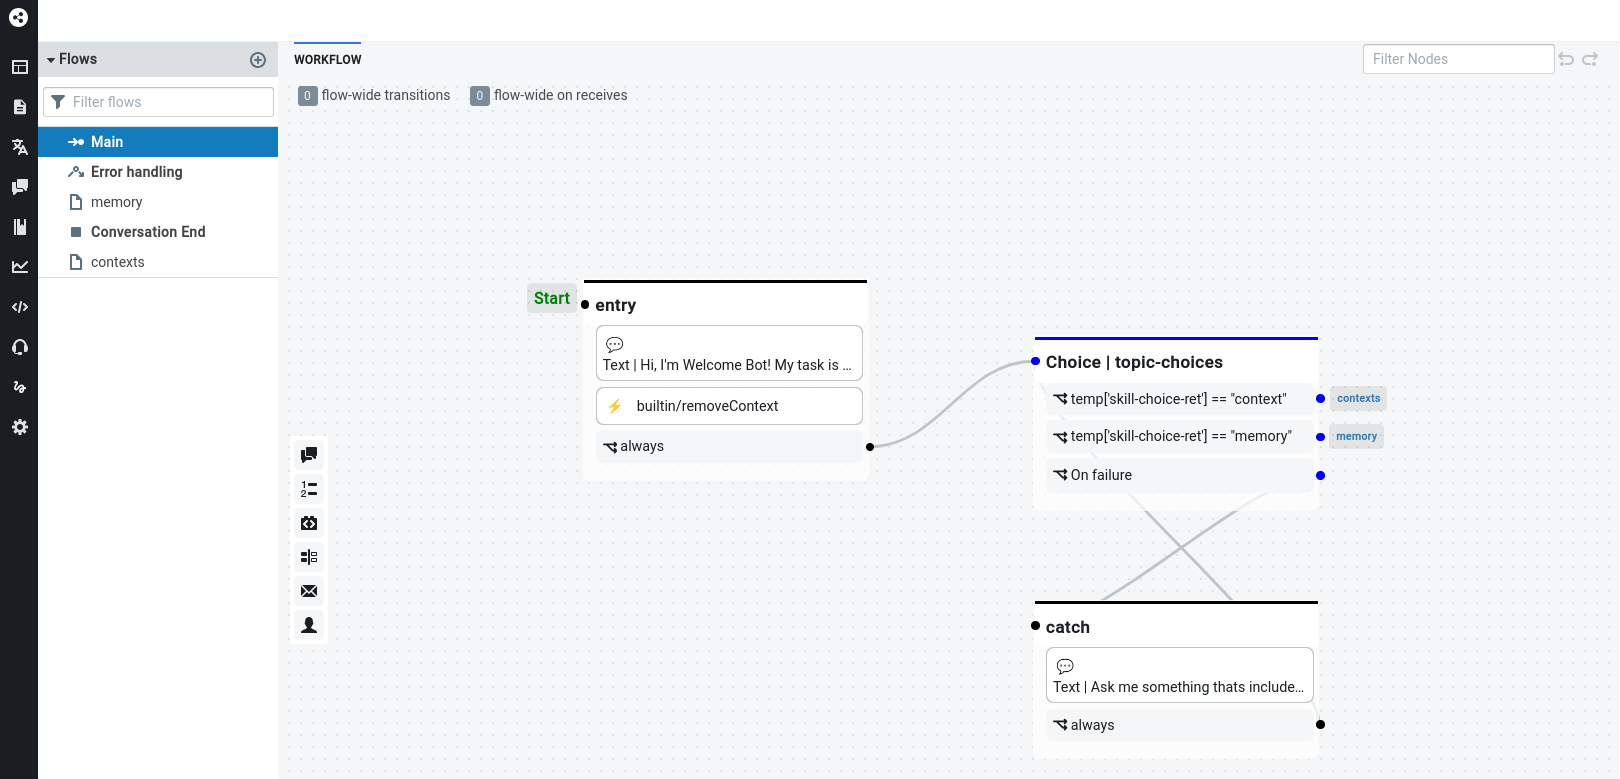 Flows
Filter flows
Main
Error handling
memory
Conversation End
contexts
WORKFLOW
Filter Nodes
0 flow-wide transitions 0 flow-wide on receives
Start
entry
Text | Hi, I'm Welcome Bot! My task is ...
builtin/removeContext
always
Choice | topic-choices
temp['skill-choice-ret'] == "context"
contexts
temp['skill-choice-ret'] == "memory"
memory
On failure
1
2
catch
Text | Ask me something thats include...
always